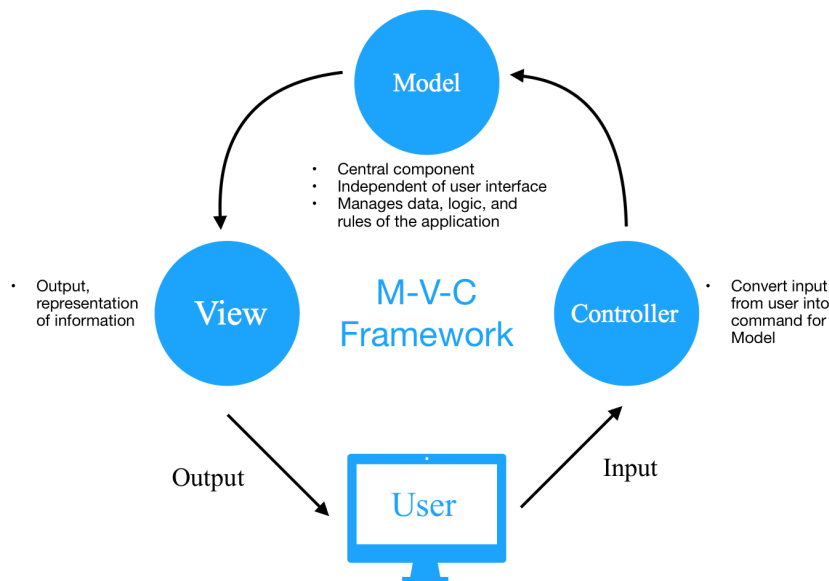 Model
• Central component
• Independent of user interface
• Manages data, logic, and
rules of the application
• Output,
representation
of information
View
M-V-C
Framework
Controller
• Convert input
from user into
command for
Model
Output
User
Input